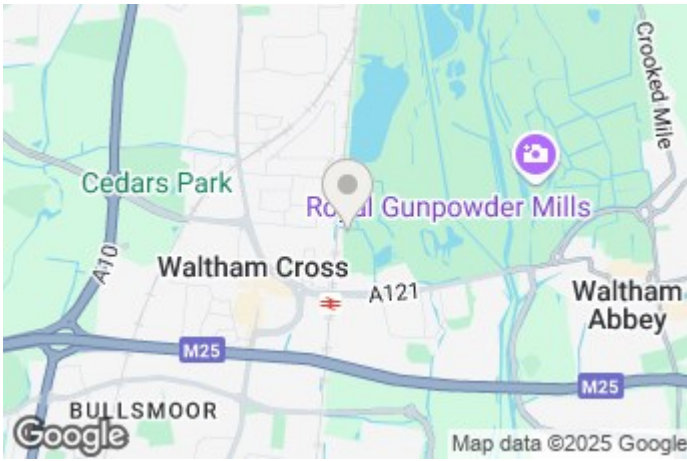 Crooked Mile
Cedars Park
Royal Gunpowder Mills
A10
Waltham Cross
A121
Waltham
Abbey
M25
M25
BULLSMOOR
Google
Map data ©2025 Google